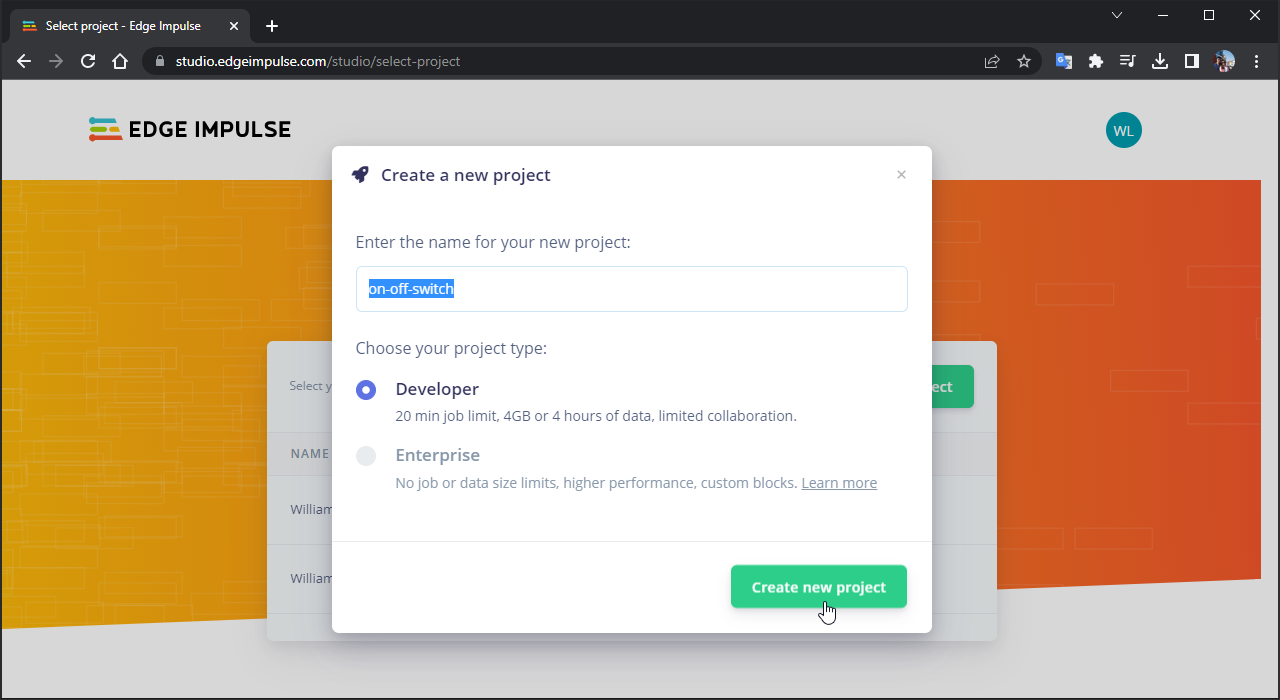 Select project - Edge Impulse
studio.edgeimpulse.com/studio/select-project
EDGE IMPULSE
WL
Create a new project
Enter the name for your new project:
on-off-switch
Choose your project type:
Developer
20 min job limit, 4GB or 4 hours of data, limited collaboration.
Enterprise
No job or data size limits, higher performance, custom blocks. Learn more
Create new project
Select y
ect
NAME
William
William